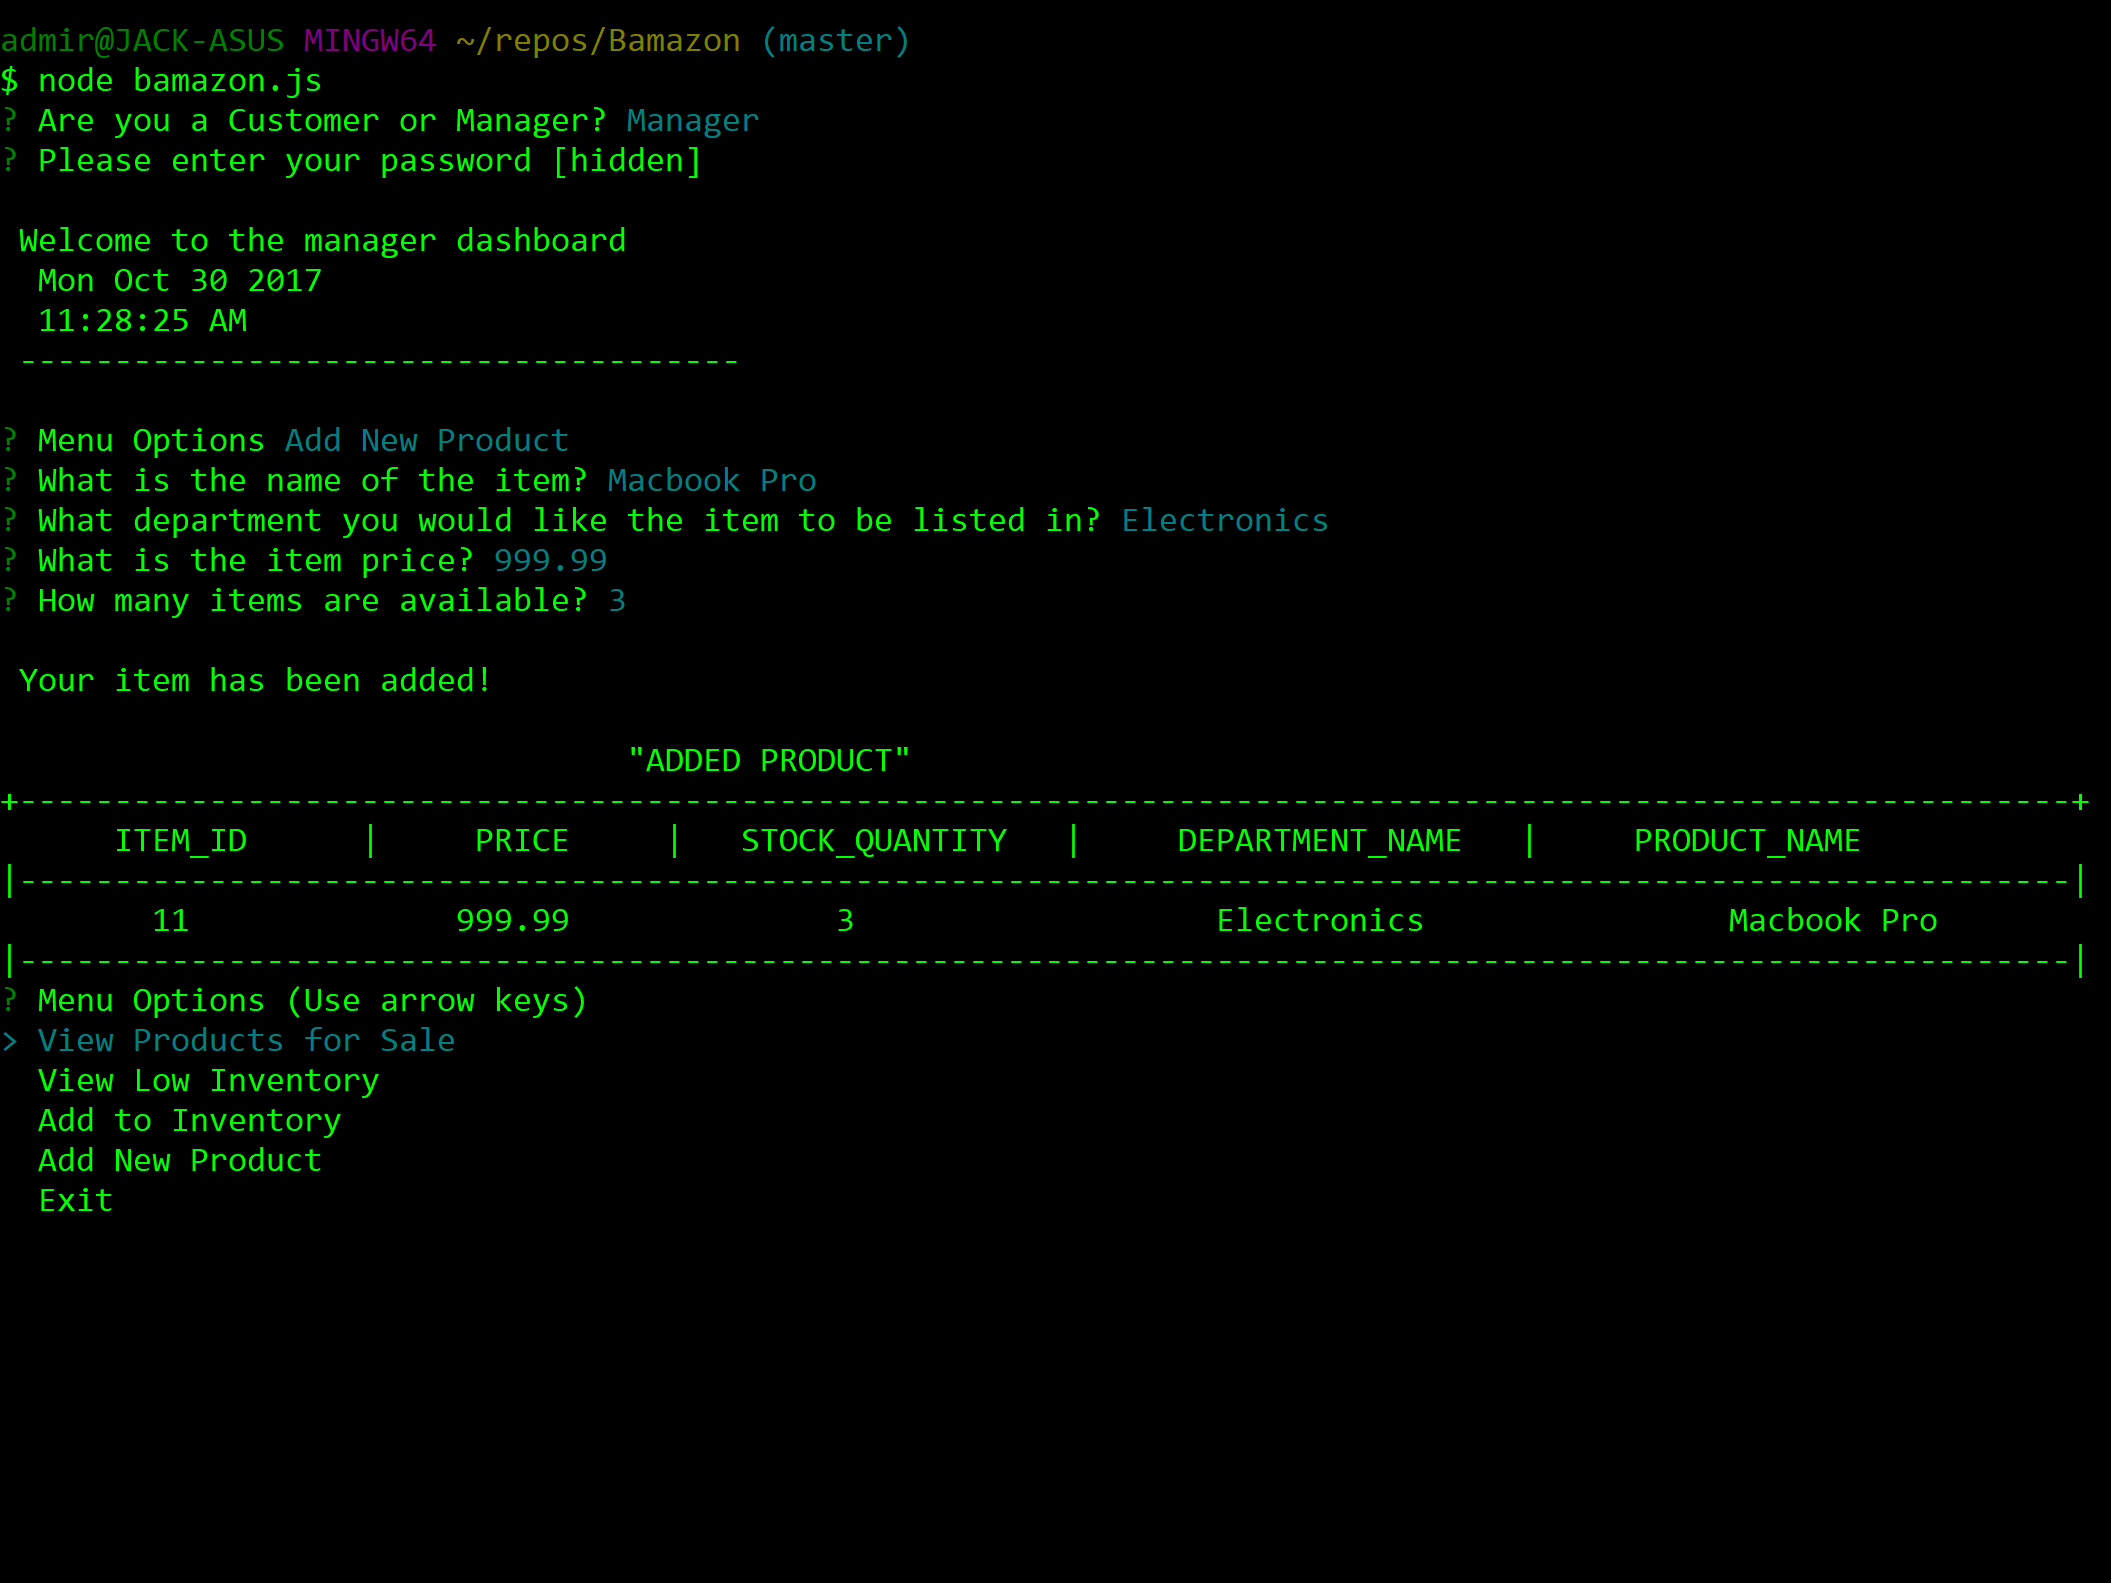 admir@JACK-ASUS MINGW64 ~/repos/Bamazon (master)
$ node bamazon.js
? Are you a Customer or Manager? Manager
? Please enter your password [hidden]
Welcome to the manager dashboard
Mon Oct 30 2017
11:28:25 AM
--------------------------------------
? Menu Options Add New Product
? What is the name of the item? Macbook Pro
? What department you would like the item to be listed in? Electronics
? What is the item price? 999.99
? How many items are available? 3
Your item has been added!
"ADDED PRODUCT"
+------------------------------------------------------------------------------------------------------------+
ITEM_ID | PRICE | STOCK_QUANTITY | DEPARTMENT_NAME | PRODUCT_NAME
|------------------------------------------------------------------------------------------------------------|
11 999.99 3 Electronics Macbook Pro
|------------------------------------------------------------------------------------------------------------|
? Menu Options (Use arrow keys)
> View Products for Sale
View Low Inventory
Add to Inventory
Add New Product
Exit